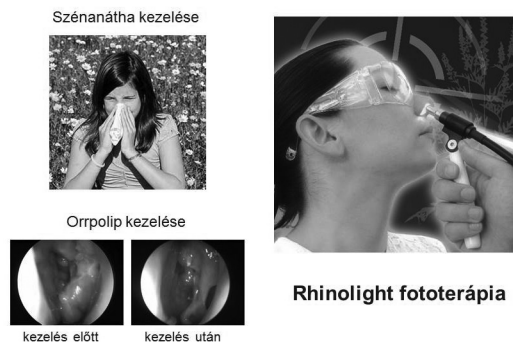 Szénanátha kezelése
Orrpolip kezelése
kezelés előtt
kezelés után
Rhinolight fototerápia